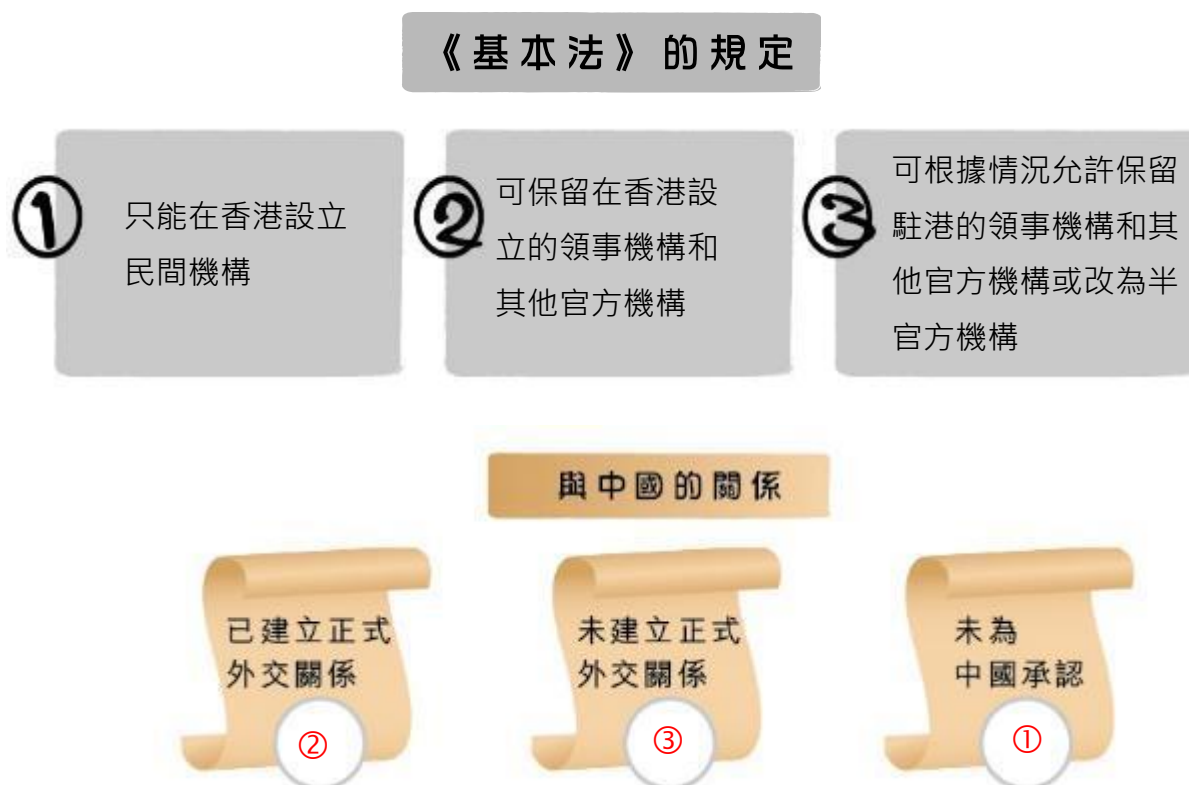 《基本法》的規定
①
只能在香港設立
民間機構
②
可保留在香港設
立的領事機構和
其他官方機構
③
可根據情況允許保留
駐港的領事機構和其
他官方機構或改為半
官方機構
與中國的關係
已建立正式
外交關係
②
未建立正式
外交關係
③
未為
中國承認
①